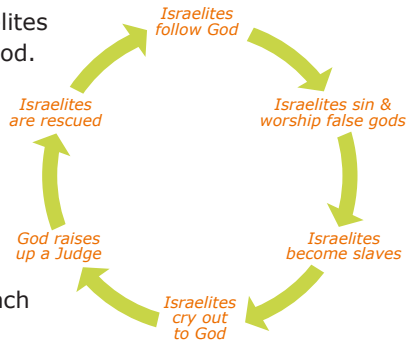 Israelites
follow God
Israelites sin &
worship false gods
Israelites
become slaves
Israelites
cry out
to God
God raises
up a Judge
Israelites
are rescued